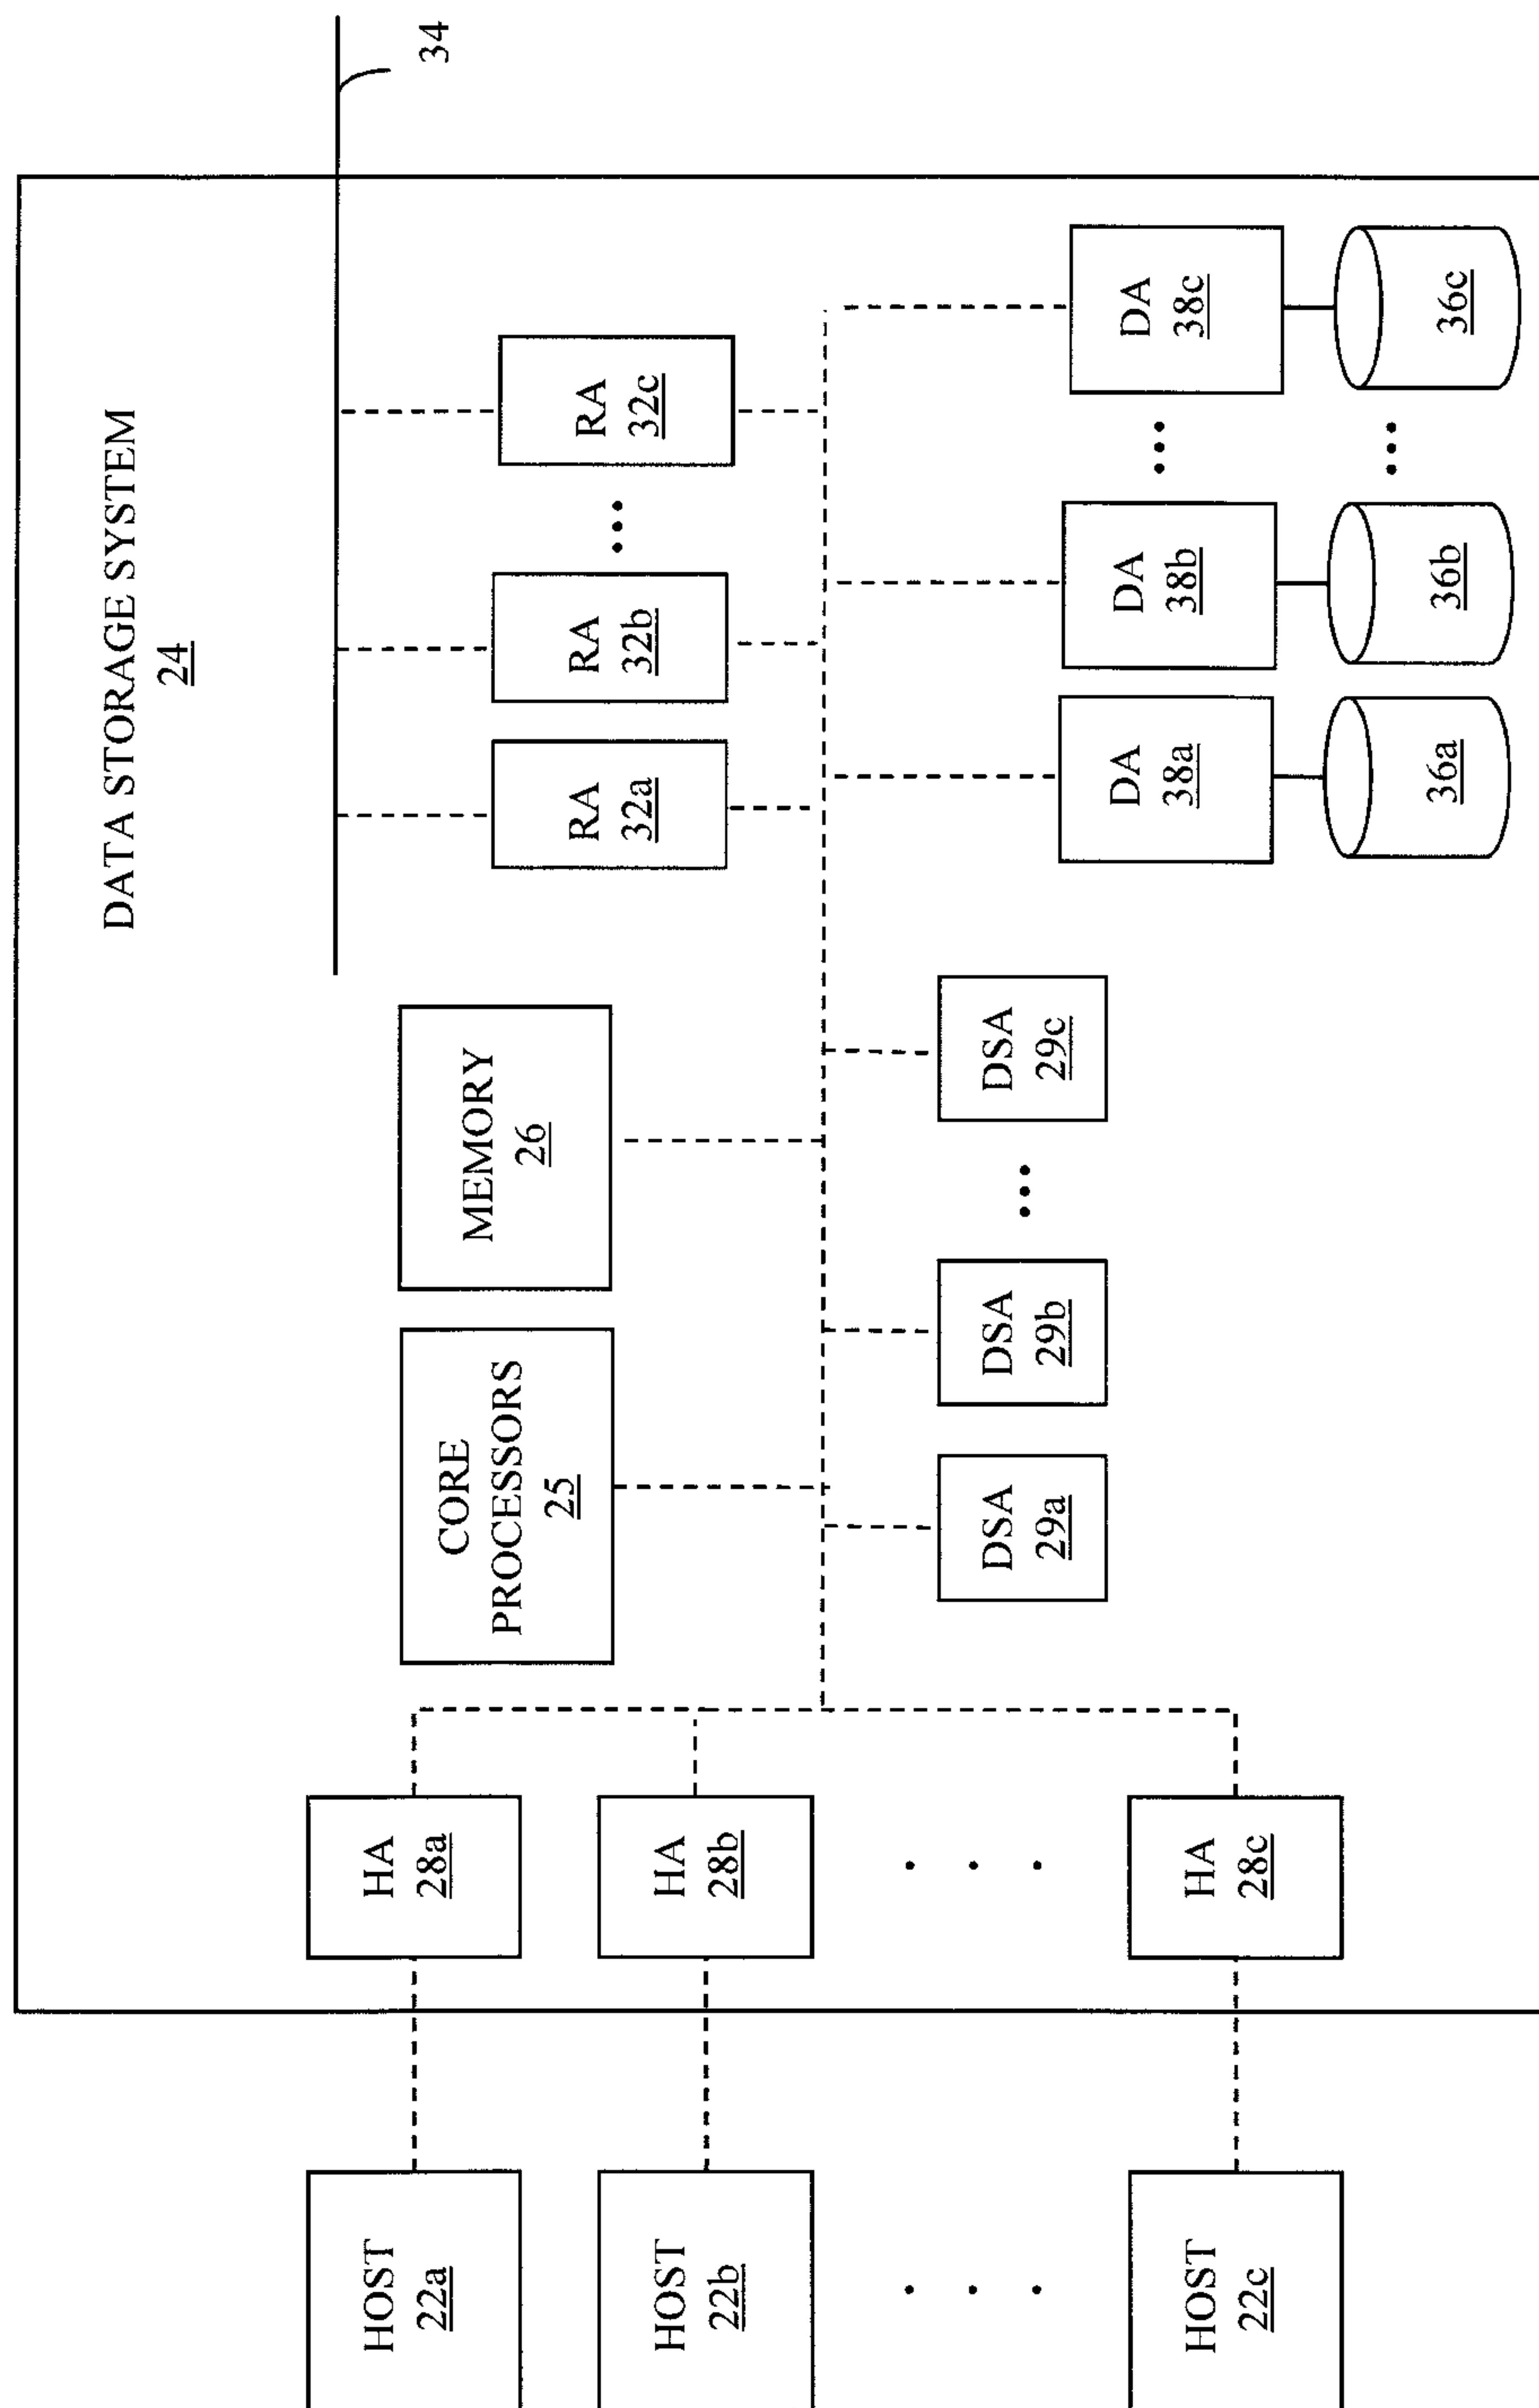 DATA STORAGE SYSTEM
24
34
HOST
22a
HOST
22b
HOST
22c
HA
28a
HA
28b
HA
28c
CORE
PROCESSORS
25
MEMORY
26
RA
32a
RA
32b
RA
32c
DSA
29a
DSA
29b
DSA
29c
DA
38a
DA
38b
DA
38c
36a
36b
36c